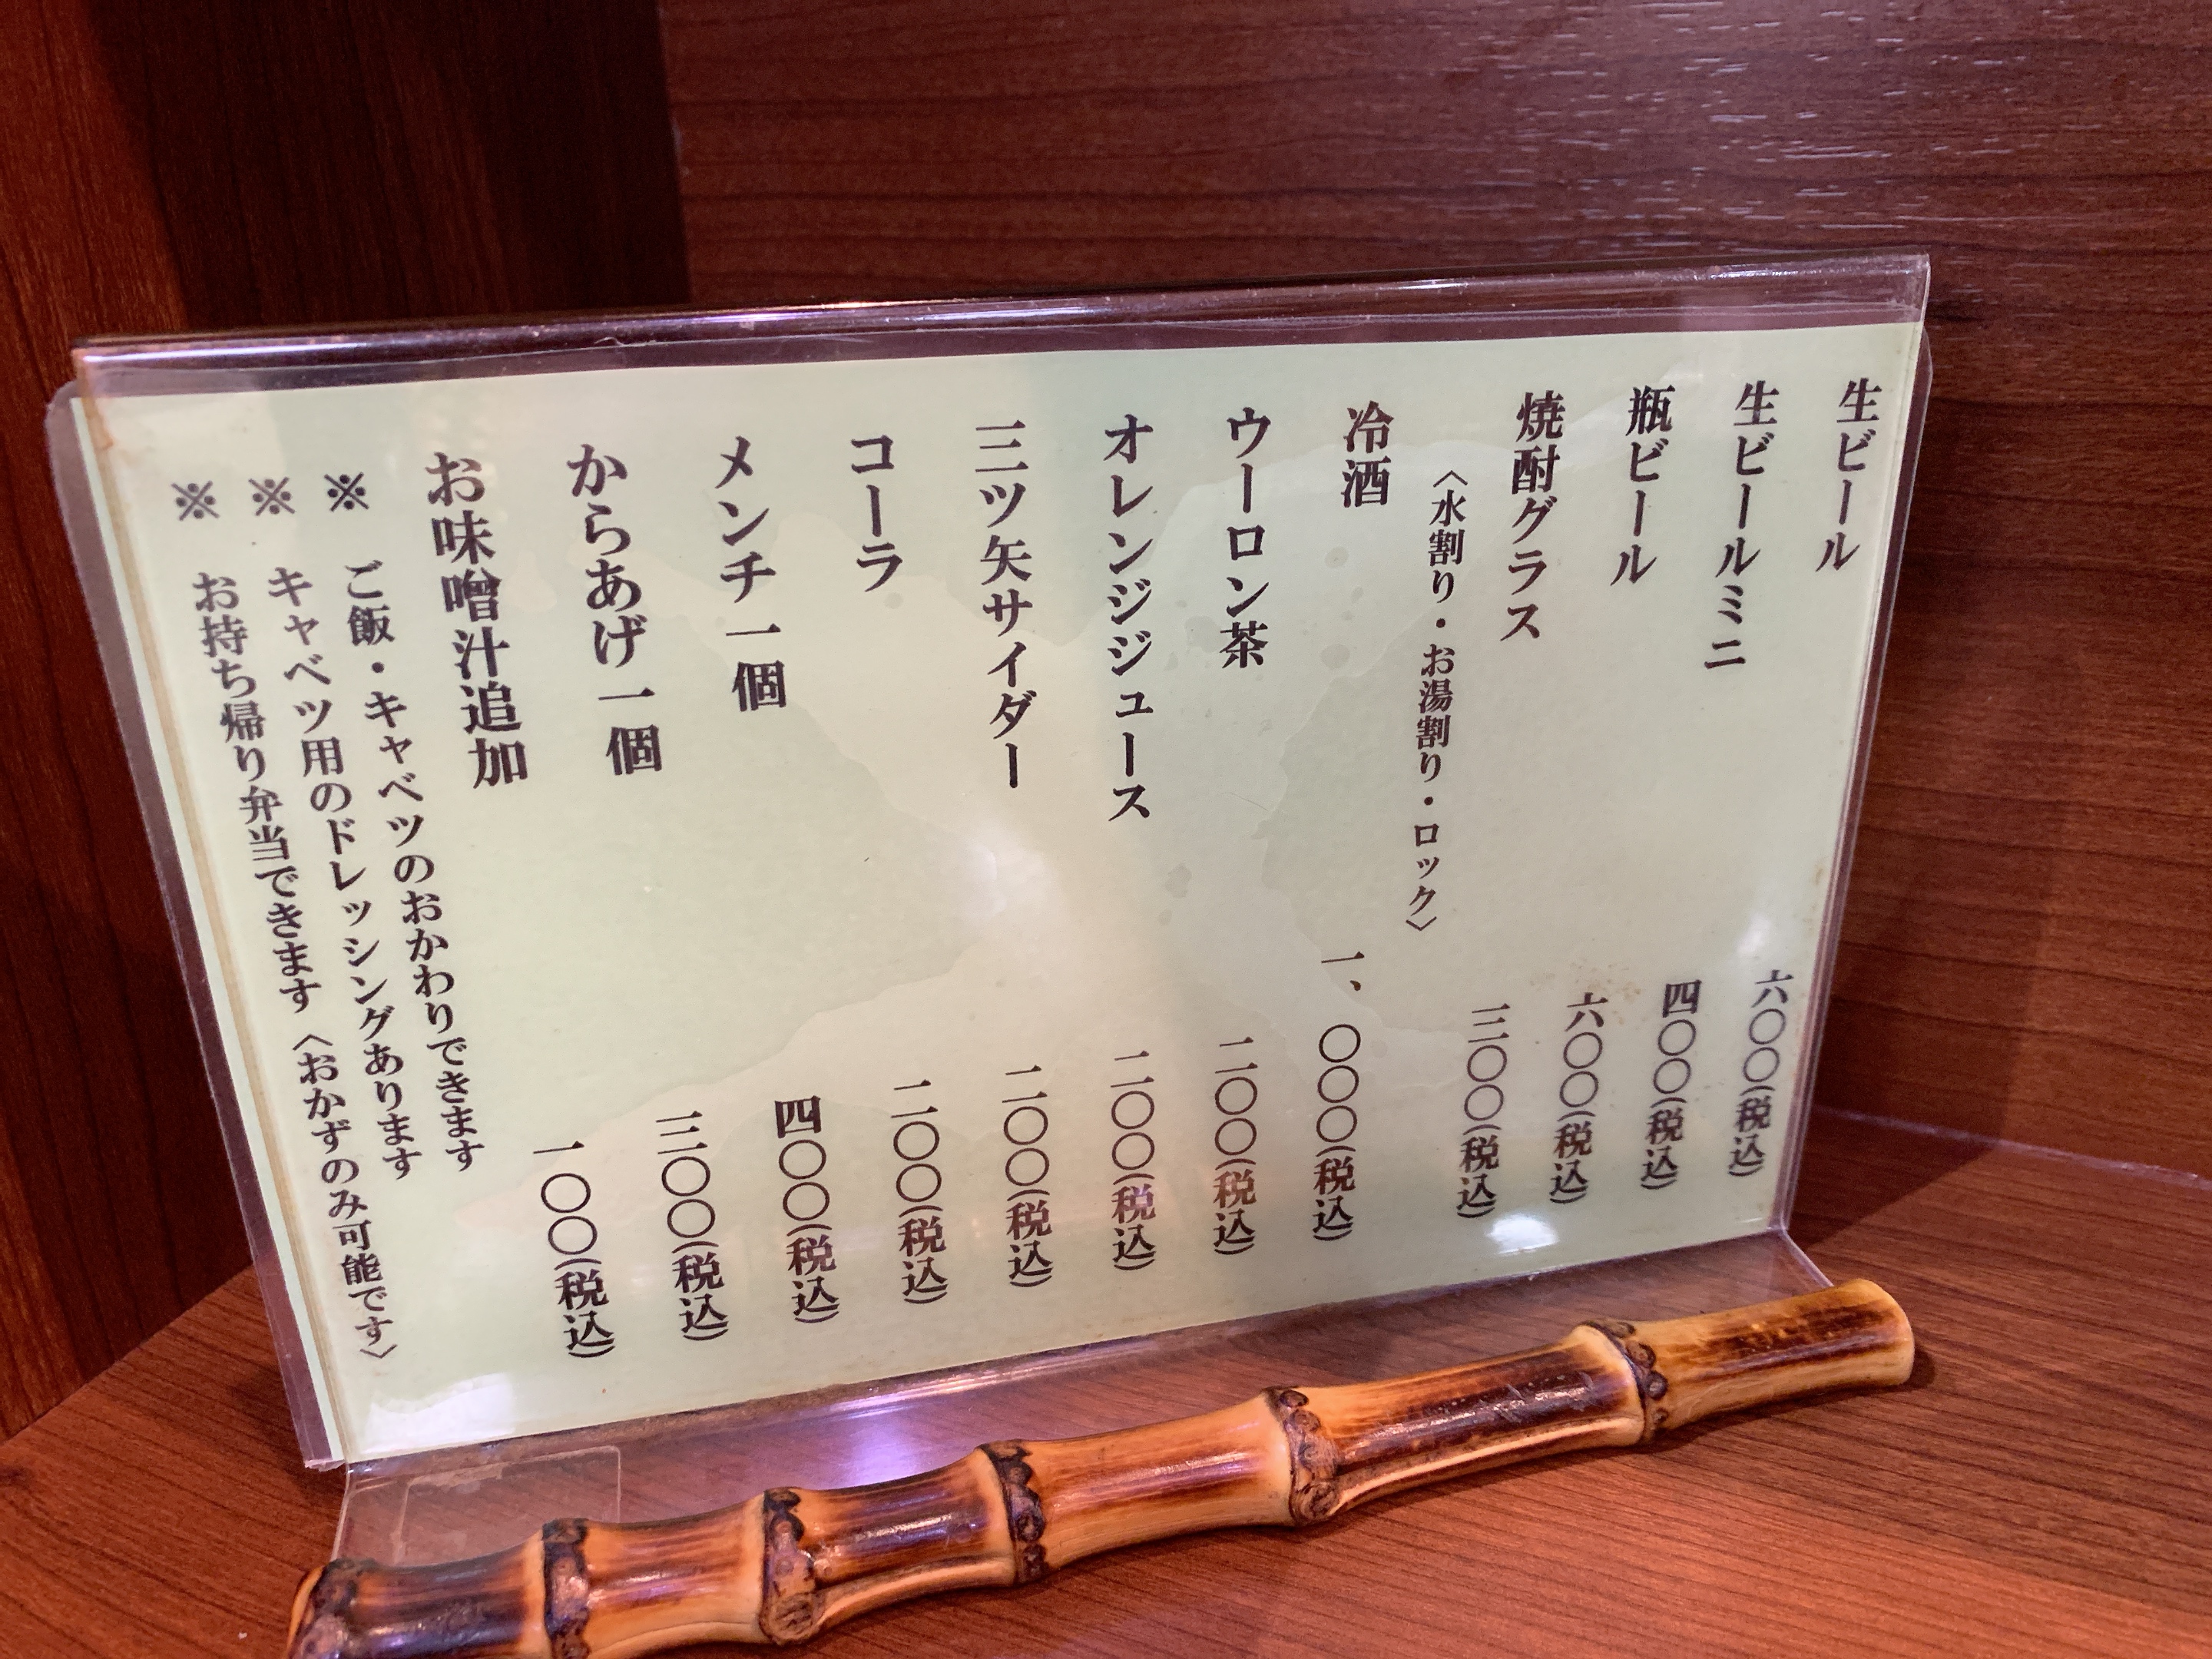 生ビール 六〇〇(税込)
生ビールミニ 四〇〇(税込)
瓶ビール 六〇〇(税込)
焼酎グラス 三〇〇(税込)
〈水割り・お湯割り・ロック〉
冷酒 一、〇〇〇(税込)
ウーロン茶 二〇〇(税込)
オレンジジュース 二〇〇(税込)
三ツ矢サイダー 二〇〇(税込)
コーラ 二〇〇(税込)
メンチ一個 四〇〇(税込)
からあげ一個 三〇〇(税込)
お味噌汁追加 一〇〇(税込)
※ ご飯・キャベツのおかわりできます
※ キャベツ用のドレッシングあります
※ お持ち帰り弁当できます〈おかずのみ可能です〉